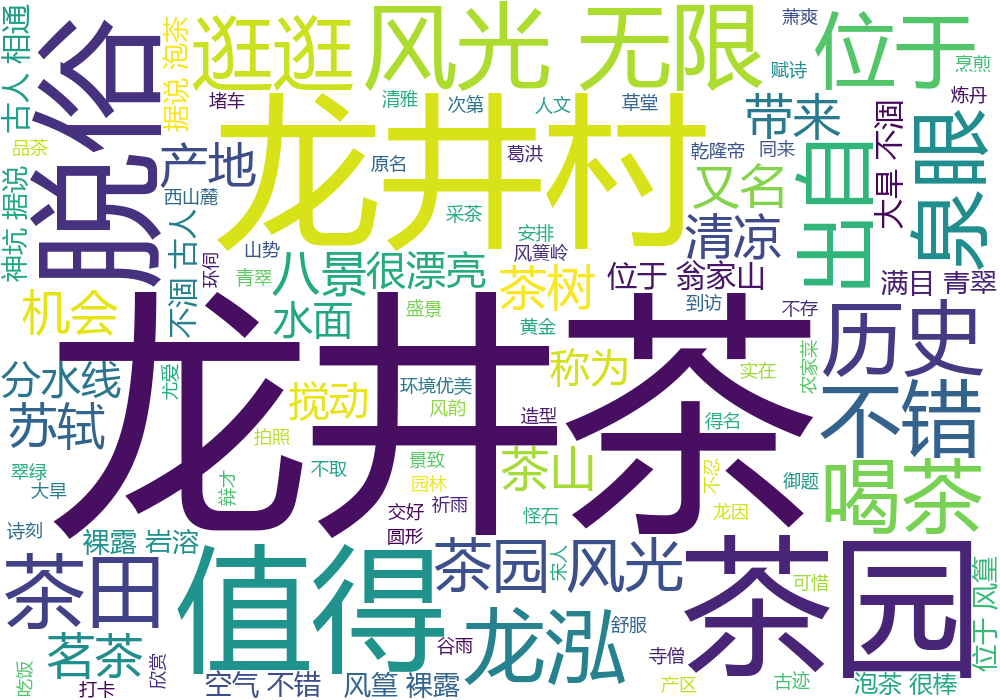 古人 相通
脱俗
据说 泡茶
逛逛
风光 无限
萧爽
位于
烹煎
赋诗
堵车
清雅
次第
人文
草堂
带来
炼丹
大旱 不涸
泉眼
品茶
产地
龙井村
原名
葛洪
乾隆帝
同来
出自
西山麓
又名
神坑 据说
不涸 古人
采茶
安排
清凉
山势
环伺
风篁岭
青翠
八景
很漂亮
茶树
位于 翁家山
满目 青翠
机会
水面
盛景
黄金
到访
不存
历史
龙井茶
分水线
尤爱
搅动
环境优美
称为
实在
农家菜
苏轼
风韵
造型
得名
不错
拍照
翠绿
大旱
辩才
不取
景致
园林
茶山
不忍
御题
喝茶
诗刻
交好
祈雨
怪石
龙因
圆形
裸露 岩溶
茶田
值得
茶园
宋人
风光
茶园
可惜
位于 风篁
龙泓
舒服
茗茶
谷雨
寺僧
吃饭
打卡
欣赏
空气 不错
风篁 裸露
产区
古迹
泡茶 很棒